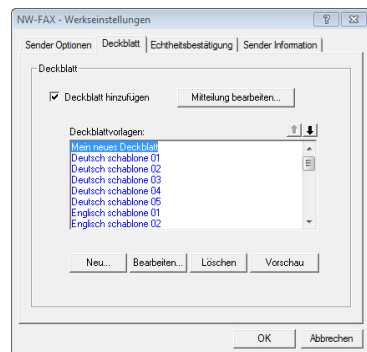 NW-FAX - Werkseinstellungen
Sender Optionen Deckblatt Echtheitsbestätigung Sender Information
Deckblatt
Deckblatt hinzufügen Mitteilung bearbeiten...
Deckblattvorlagen:
Mein neues Deckblatt
Deutsch schablone 01
Deutsch schablone 02
Deutsch schablone 03
Deutsch schablone 04
Deutsch schablone 05
Englisch schablone 01
Englisch schablone 02
Neu... Bearbeiten... Löschen Vorschau
OK Abbrechen